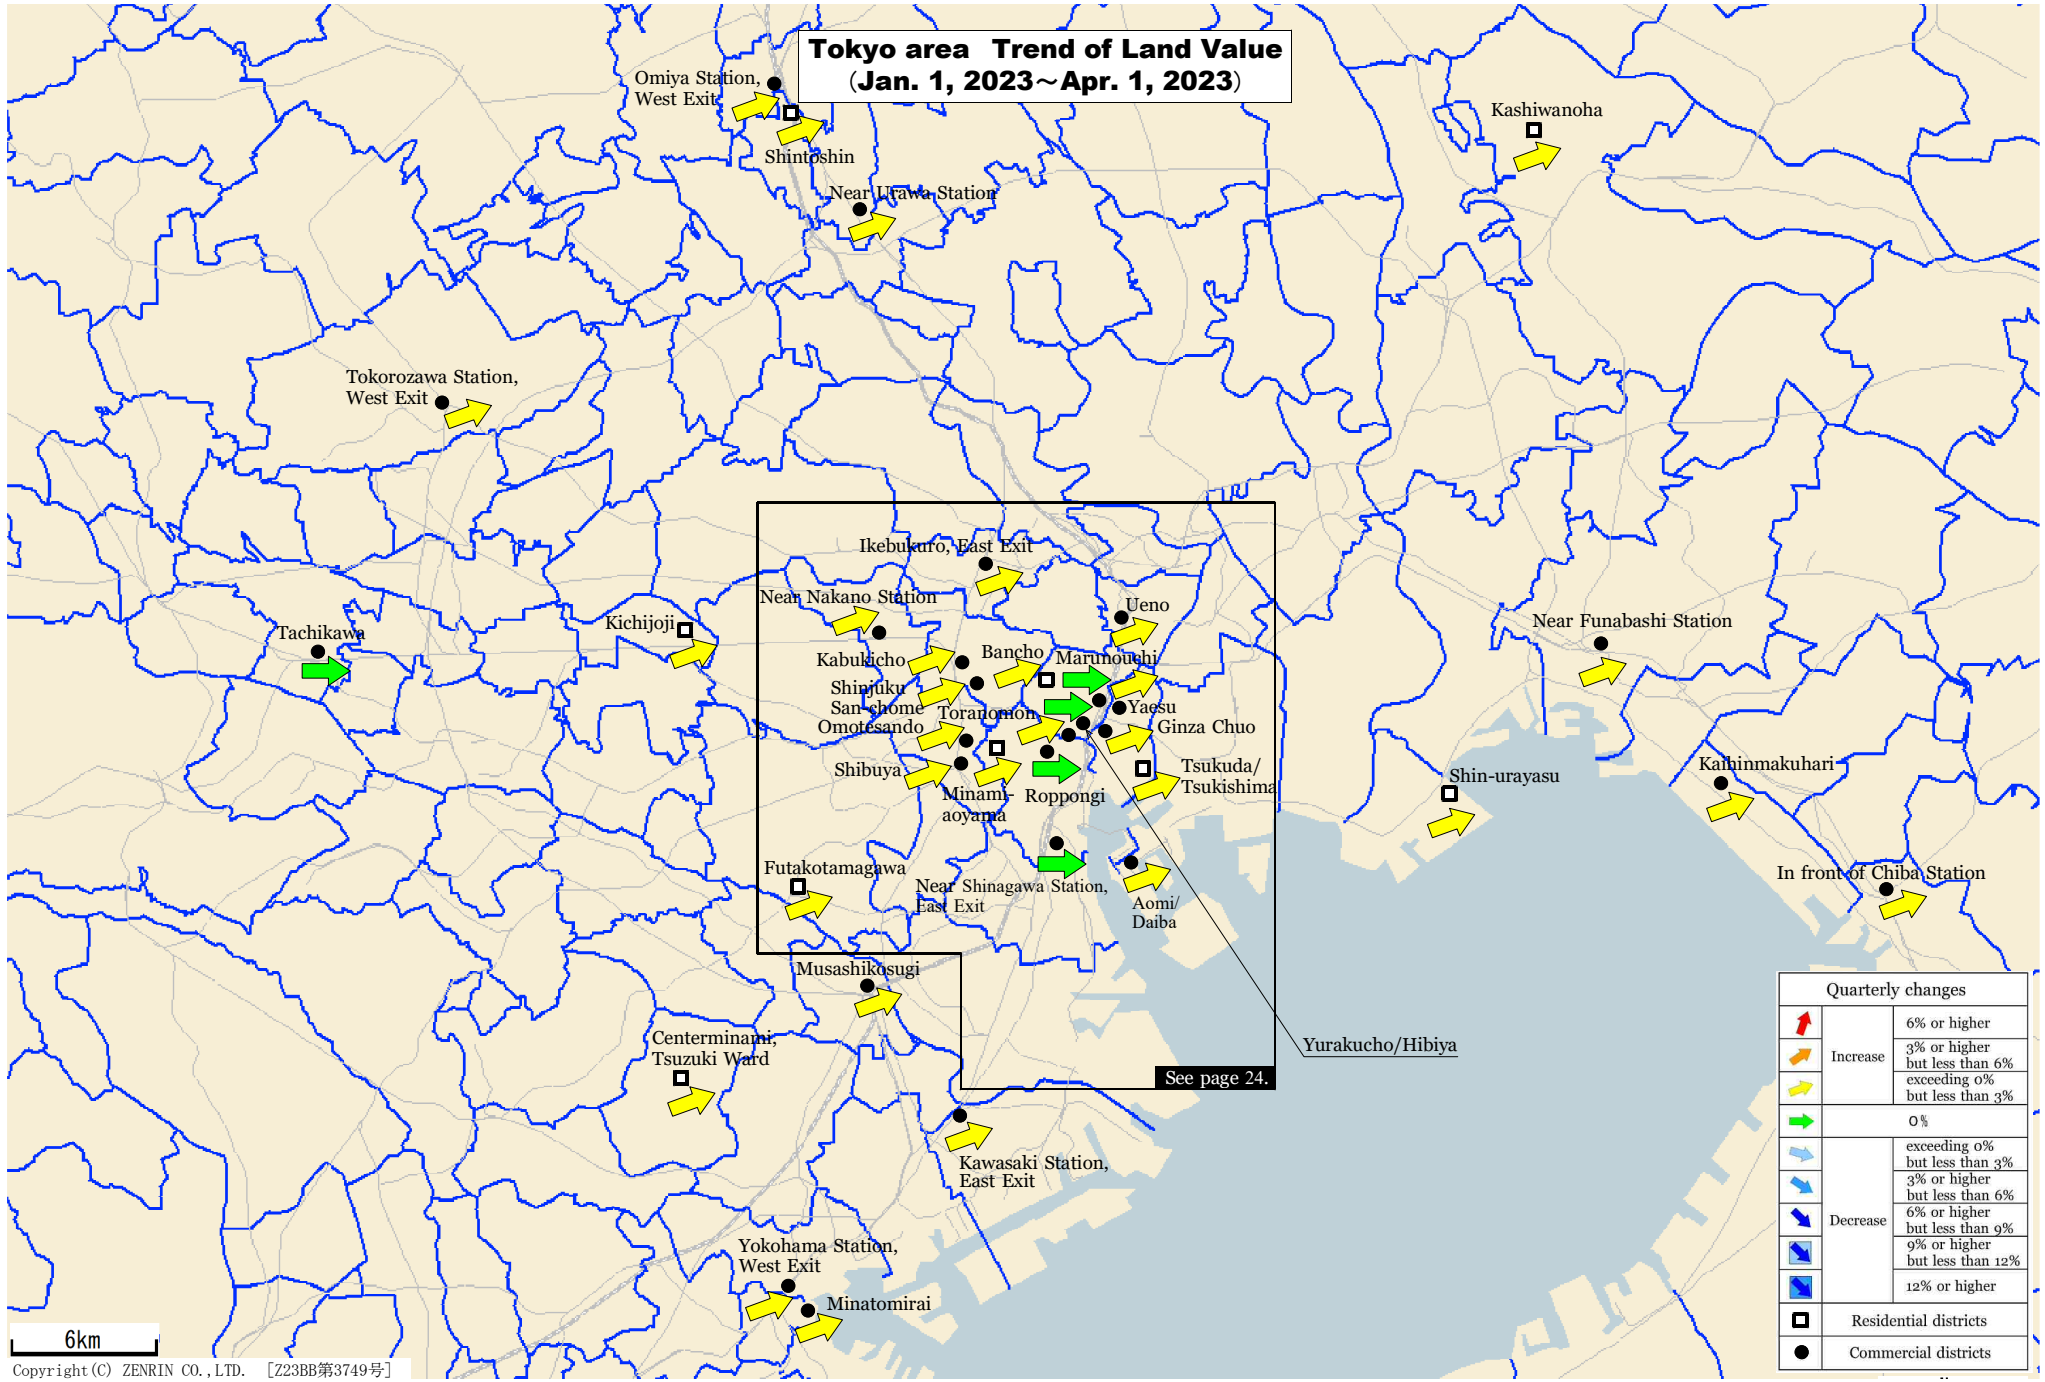 Tokyo area Trend of Land Value
(Jan. 1, 2023～Apr. 1, 2023)
Omiya Station,
West Exit
Shintoshin
Near Urawa Station
Kashiwanoha
Tokorozawa Station,
West Exit
Ikebukuro, East Exit
Near Nakano Station
Ueno
Kichijoji
Tachikawa
Near Funabashi Station
Kabukicho
Bancho
Marunouchi
Shinjuku
San-chome
Toranomon
Yaesu
Omotesando
Ginza Chuo
Shibuya
Tsukuda/
Tsukishima
Minami-
aoyama
Roppongi
Kaihinmakuhari
Shin-urayasu
Futakotamagawa
Near Shinagawa Station,
East Exit
Aomi/
Daiba
In front of Chiba Station
Musashikosugi
Centerminami,
Tsuzuki Ward
Yurakucho/Hibiya
See page 24.
Kawasaki Station,
East Exit
Yokohama Station,
West Exit
Minatomirai
Quarterly changes
Increase
6% or higher
3% or higher
but less than 6%
exceeding 0%
but less than 3%
0%
Decrease
exceeding 0%
but less than 3%
3% or higher
but less than 6%
6% or higher
but less than 9%
9% or higher
but less than 12%
12% or higher
Residential districts
Commercial districts
6km
Copyright(C) ZENRIN CO.,LTD. [Z23BB第3749号]